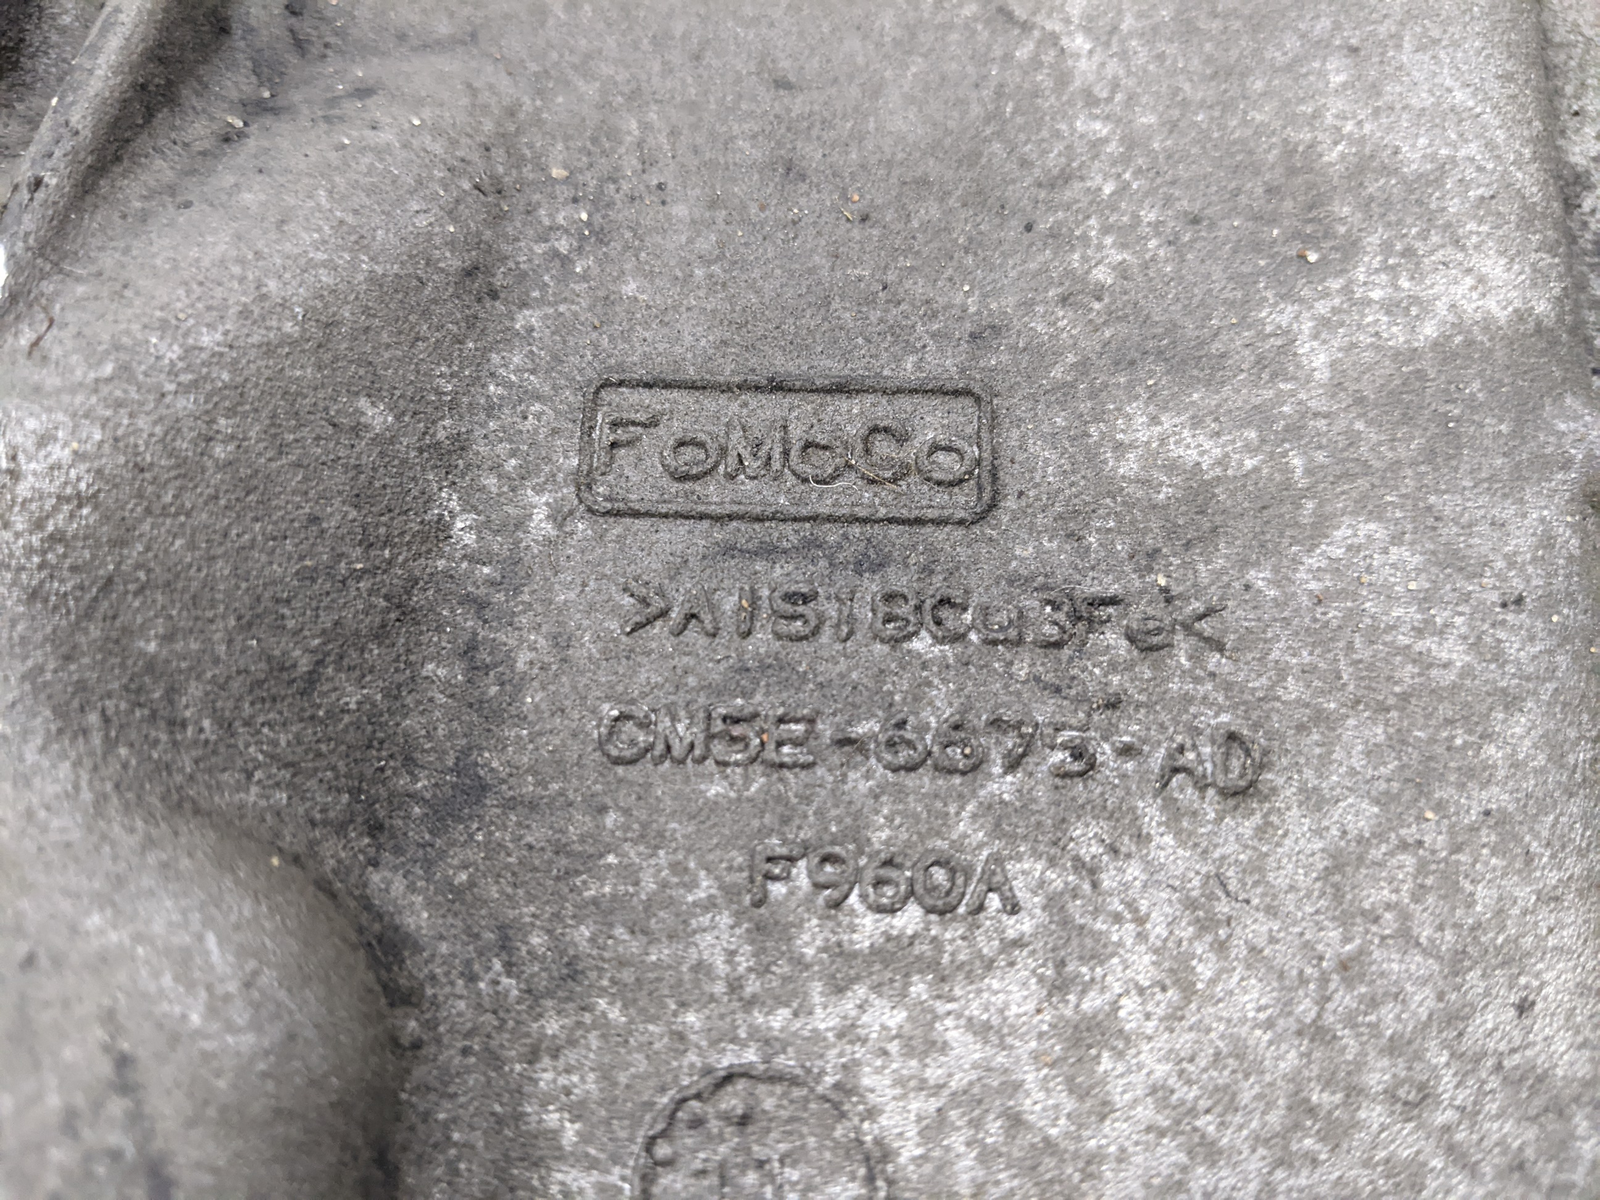 FoMoCo
>AlSi8Cu3Fe<
CM5E-6675-AD
F960A